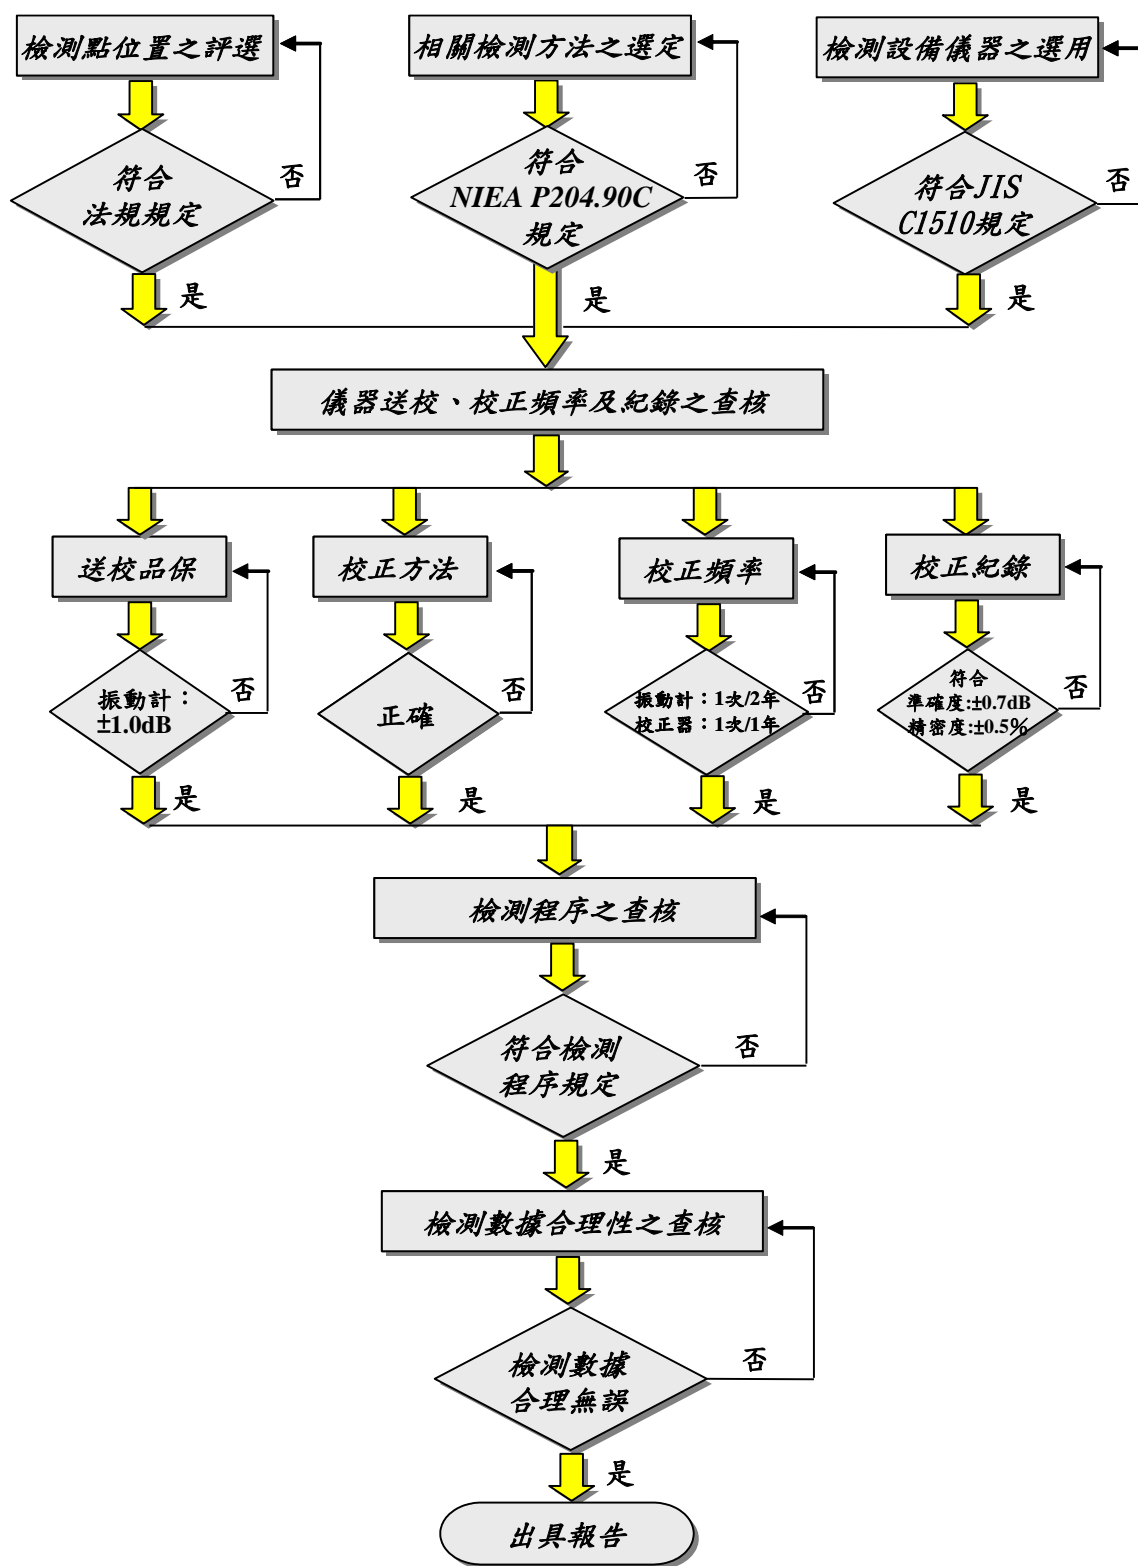 檢測點位置之評選
相關檢測方法之選定
檢測設備儀器之選用
符合
法規規定
否
符合
NIEA P204.90C
規定
否
符合JIS
C1510規定
否
是
是
是
儀器送校、校正頻率及紀錄之查核
送校品保
校正方法
校正頻率
校正紀錄
振動計：
±1.0dB
否
正確
否
振動計：1次/2年
校正器：1次/1年
否
符合
準確度:±0.7dB
精密度:±0.5%
否
是
是
是
是
檢測程序之查核
符合檢測
程序規定
否
是
檢測數據合理性之查核
檢測數據
合理無誤
否
是
出具報告